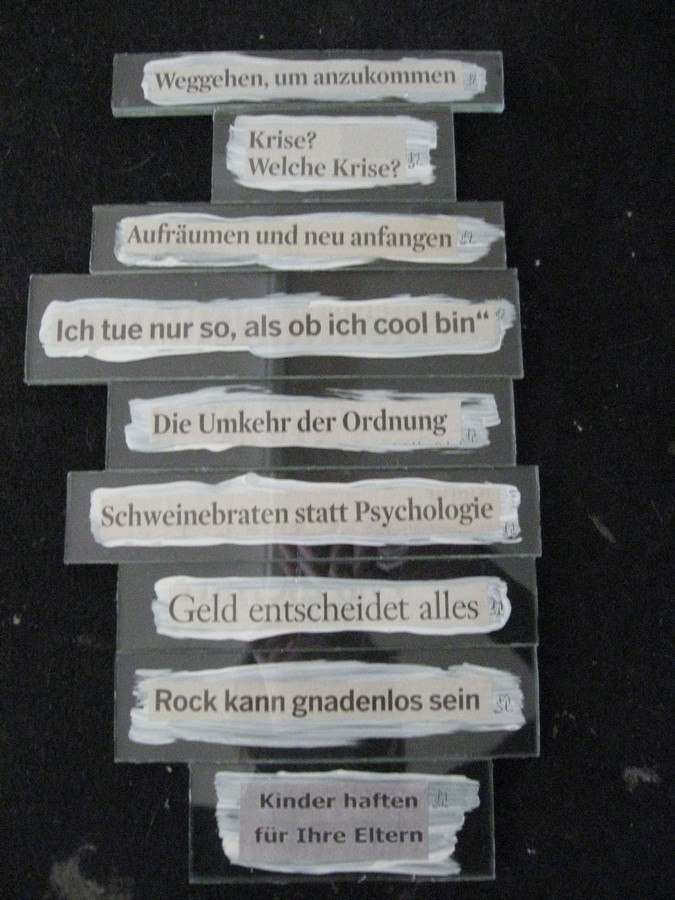 Weggehen, um anzukommen
Krise?
Welche Krise?
Aufräumen und neu anfangen
Ich tue nur so, als ob ich cool bin“
Die Umkehr der Ordnung
Schweinebraten statt Psychologie
Geld entscheidet alles
Rock kann gnadenlos sein
Kinder haften
für Ihre Eltern